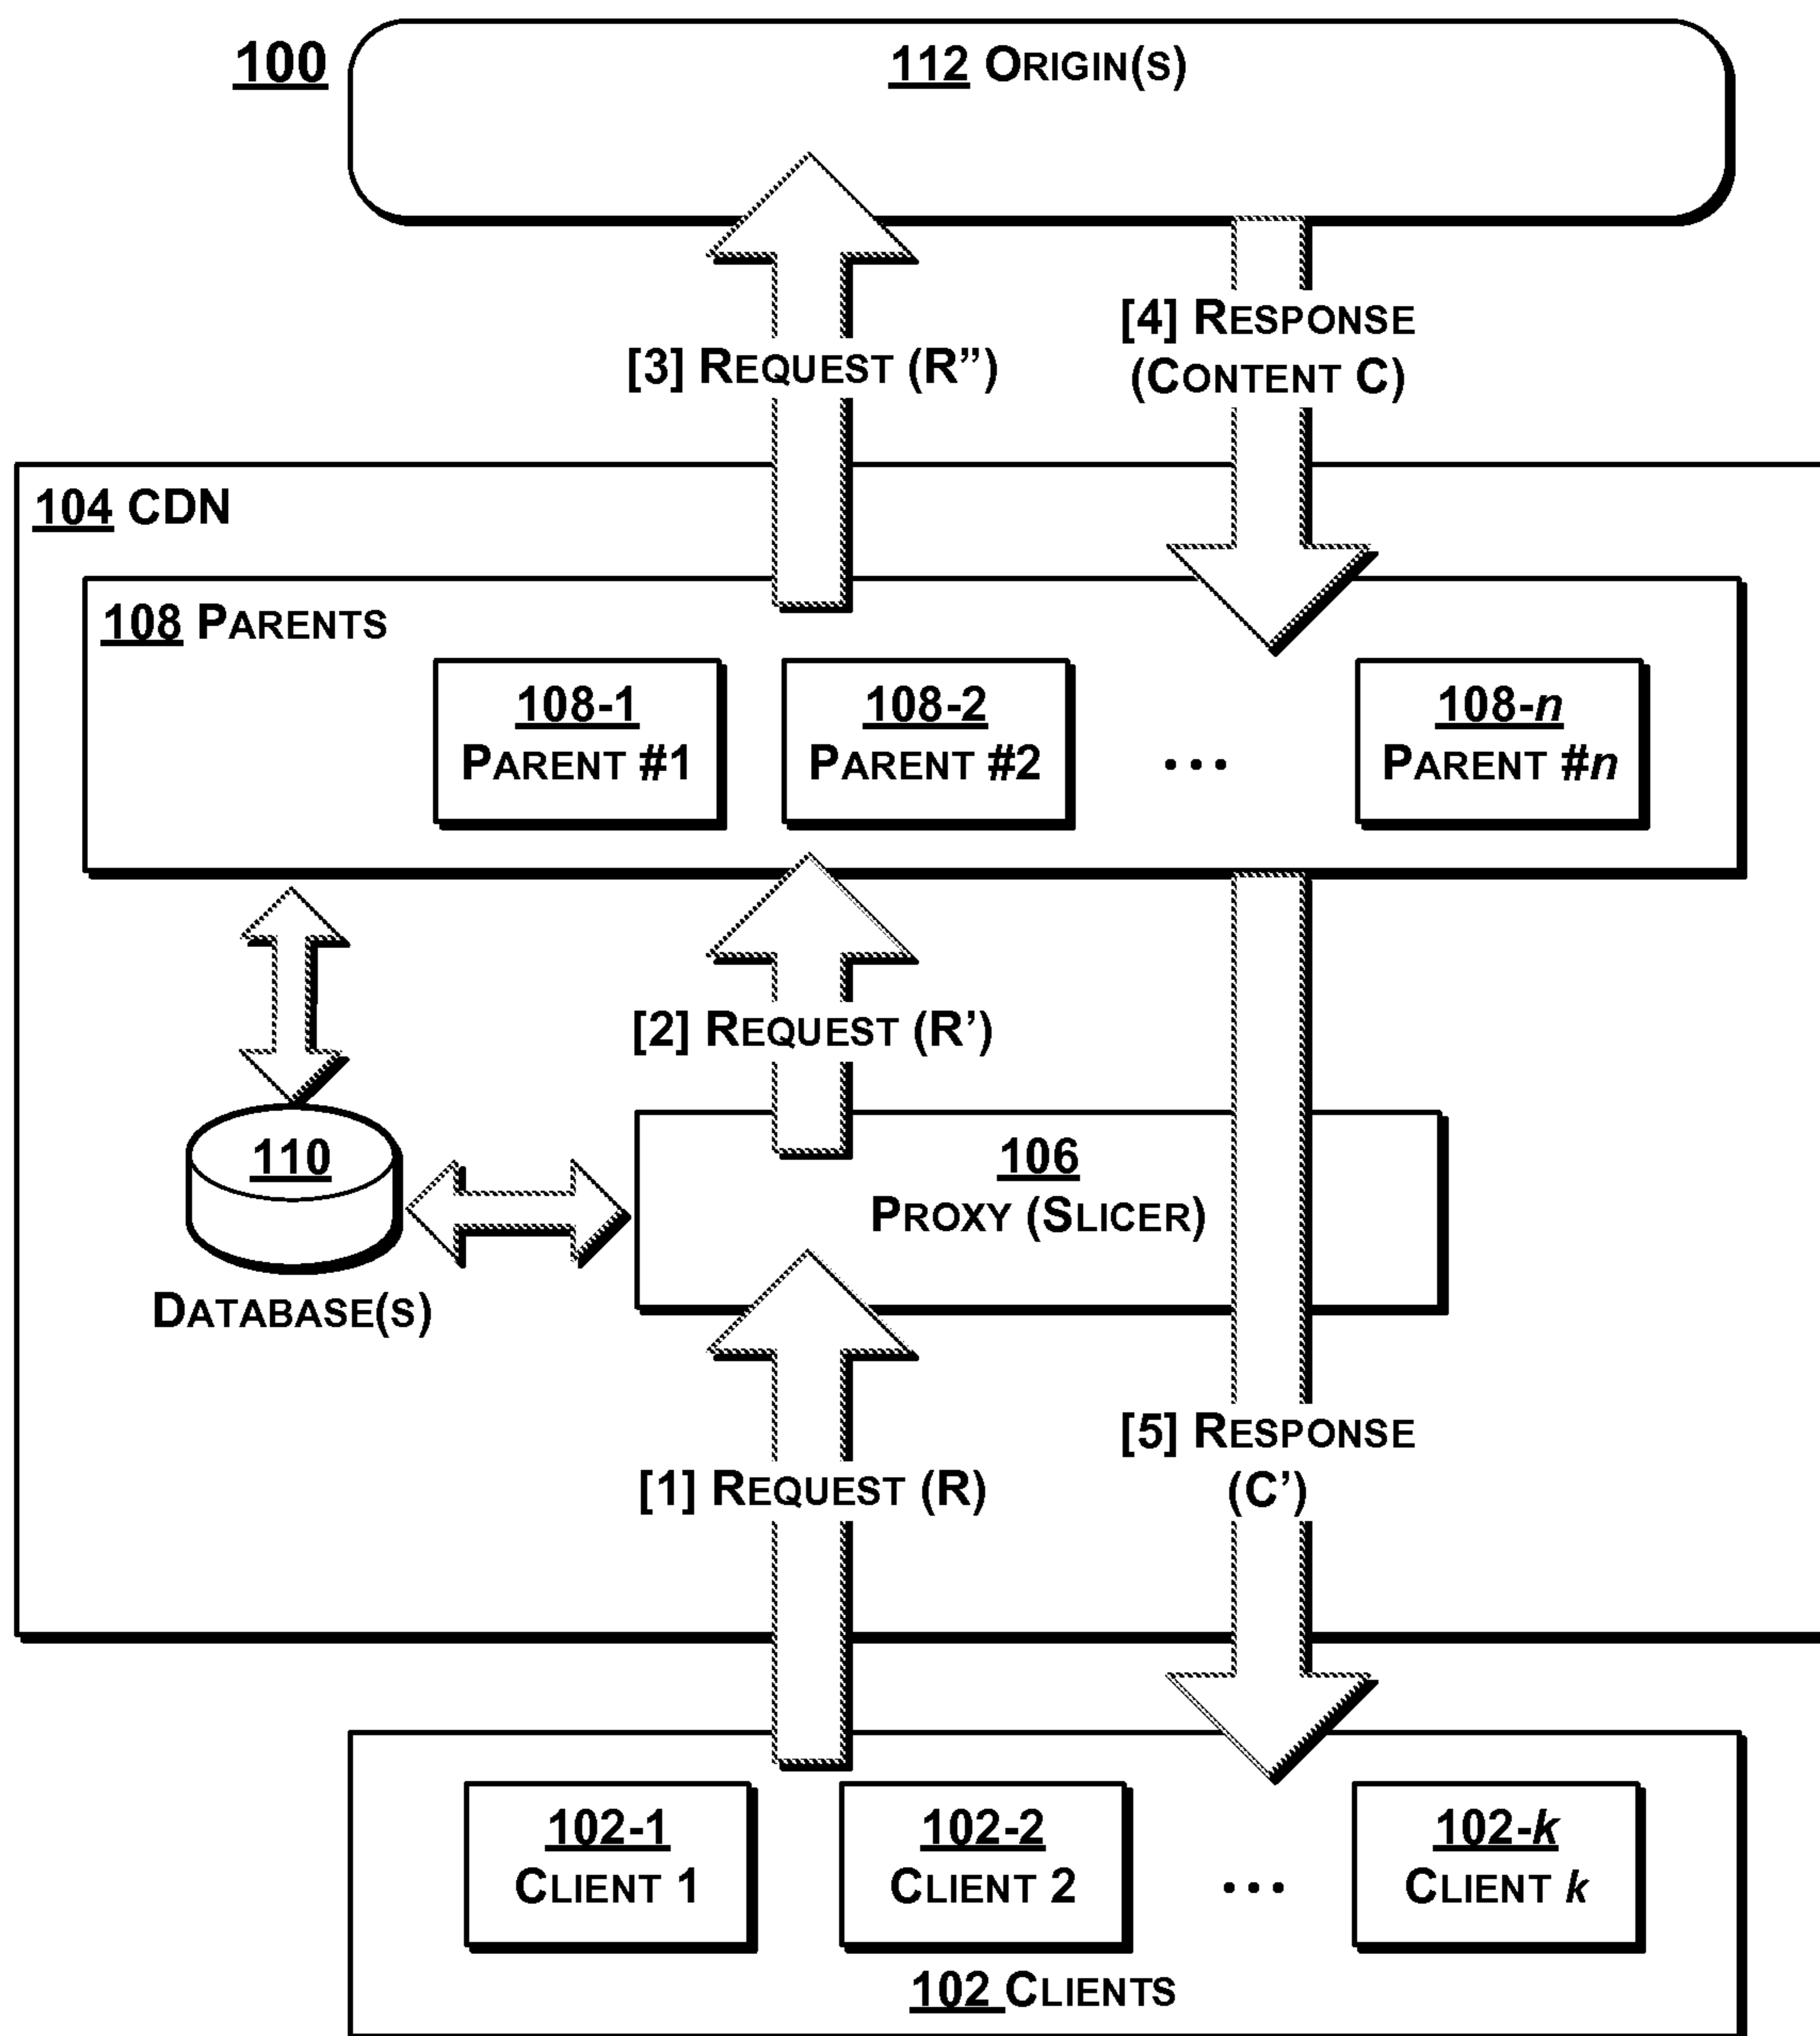 100
112 ORIGIN(S)
[3] REQUEST (R”)
[4] RESPONSE
(CONTENT C)
104 CDN
108 PARENTS
108-1
PARENT #1
108-2
PARENT #2
...
108-n
PARENT #n
[2] REQUEST (R’)
110
DATABASE(S)
106
PROXY (SLICER)
[1] REQUEST (R)
[5] RESPONSE
(C’)
102-1
CLIENT 1
102-2
CLIENT 2
...
102-k
CLIENT k
102 CLIENTS